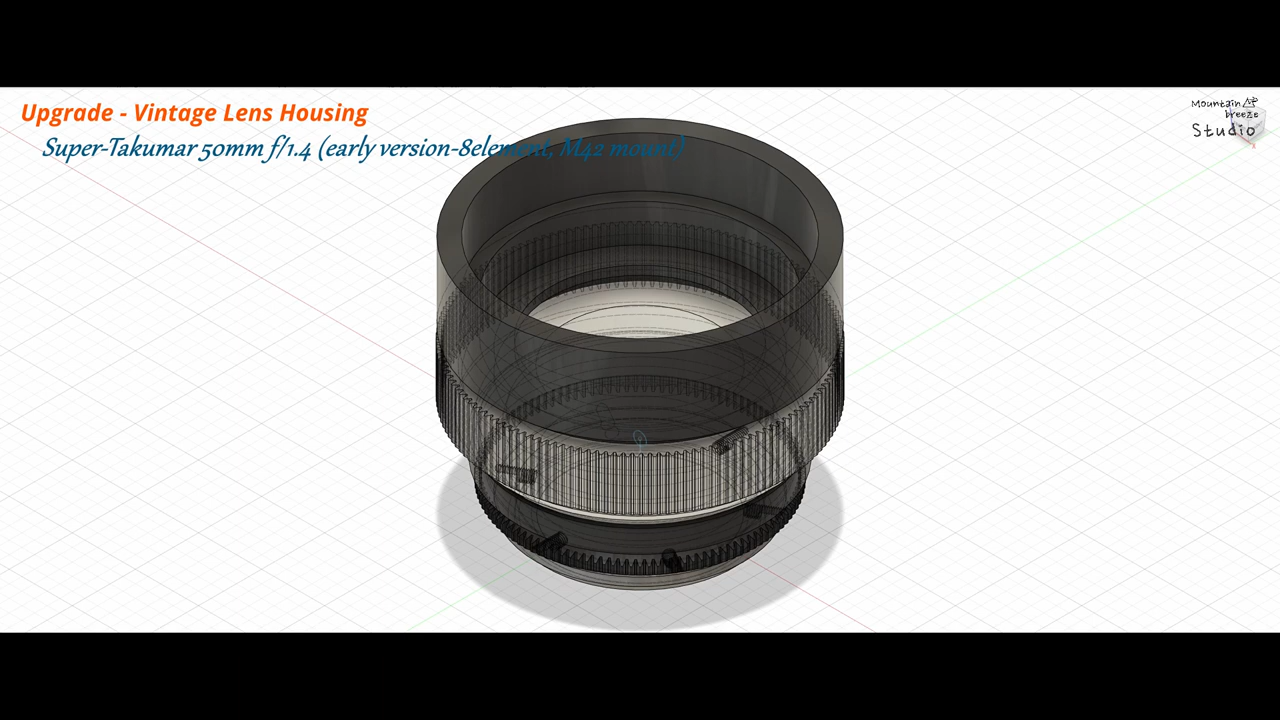 Upgrade - Vintage Lens Housing
Super-Takumar 50mm f/1.4 (early version-8element, M42 mount)
Mountain
breeze
Studio